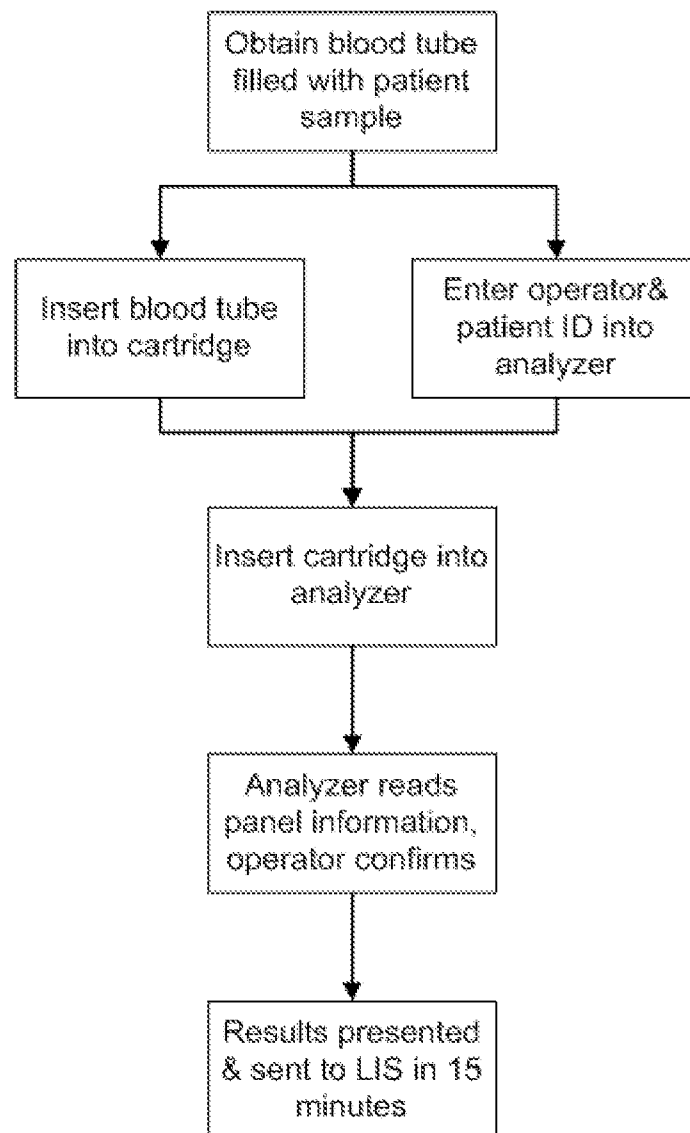 Obtain blood tube
filled with patient
sample
Insert blood tube
into cartridge
Enter operator&
patient ID into
analyzer
Insert cartridge into
analyzer
Analyzer reads
panel information,
operator confirms
Results presented
& sent to LIS in 15
minutes